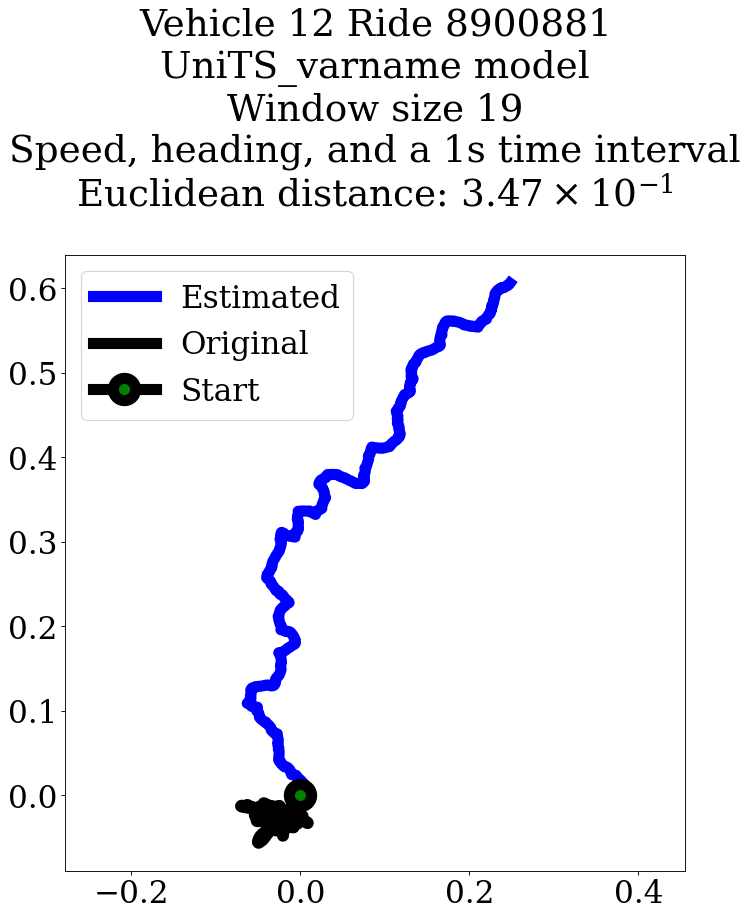 Vehicle 12 Ride 8900881
UniTS_varname model
Window size 19
Speed, heading, and a 1s time interval
Euclidean distance: 3.47 × 10⁻¹
Estimated
Original
Start
0.6
0.5
0.4
0.3
0.2
0.1
0.0
−0.2 0.0 0.2 0.4